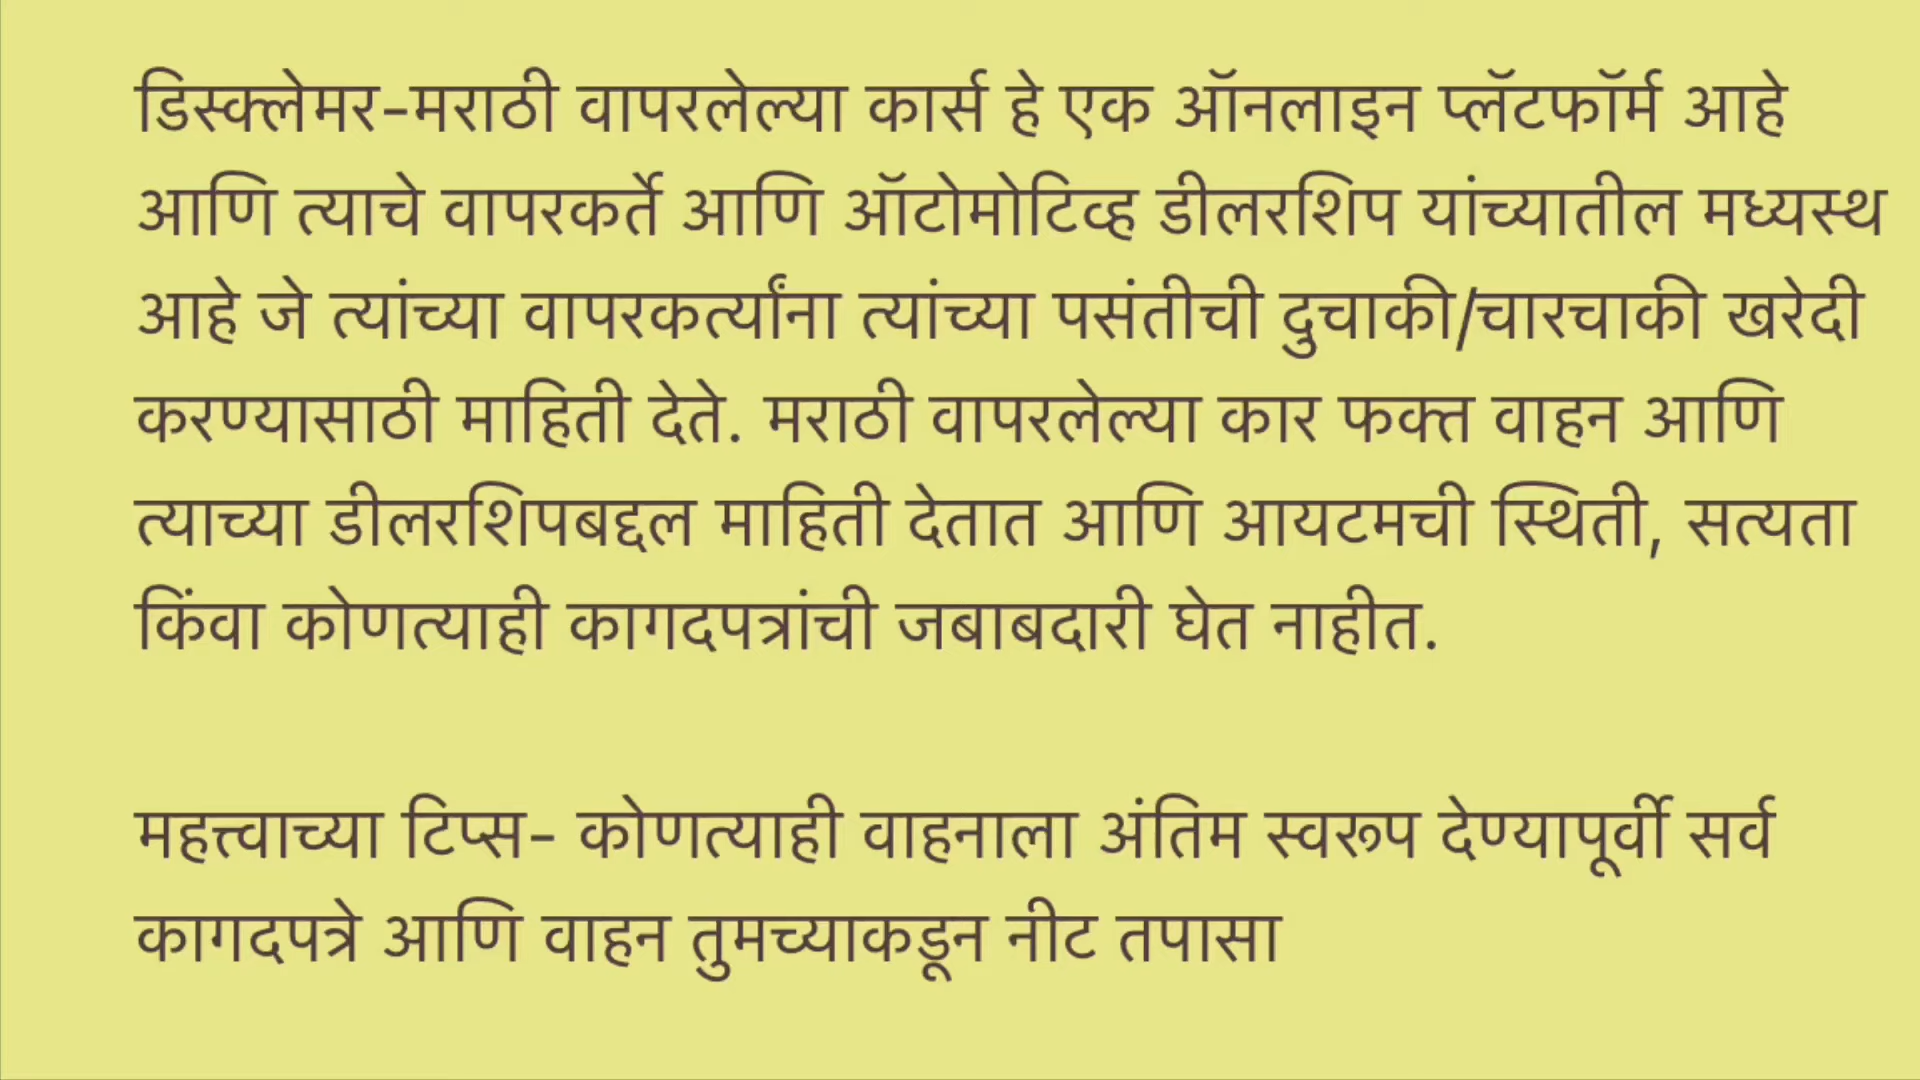 डिस्क्लेमर-मराठी वापरलेल्या कार्स हे एक ऑनलाइन प्लॅटफॉर्म आहे
आणि त्याचे वापरकर्ते आणि ऑटोमोटिव्ह डीलरशिप यांच्यातील मध्यस्थ
आहे जे त्यांच्या वापरकर्त्यांना त्यांच्या पसंतीची दुचाकी/चारचाकी खरेदी
करण्यासाठी माहिती देते. मराठी वापरलेल्या कार फक्त वाहन आणि
त्याच्या डीलरशिपबद्दल माहिती देतात आणि आयटमची स्थिती, सत्यता
किंवा कोणत्याही कागदपत्रांची जबाबदारी घेत नाहीत.
महत्त्वाच्या टिप्स- कोणत्याही वाहनाला अंतिम स्वरूप देण्यापूर्वी सर्व
कागदपत्रे आणि वाहन तुमच्याकडून नीट तपासा